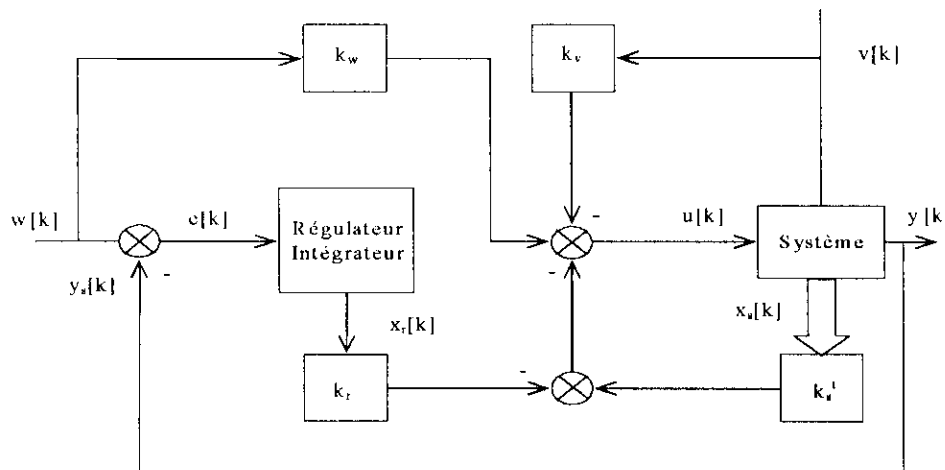 k_w
k_v
v[k]
w[k]
e[k]
Régulateur
Intégrateur
-
u[k]
Système
y[k
y_s[k]
-
-
x_r[k]
x_s[k]
k_r
-
k_s^t